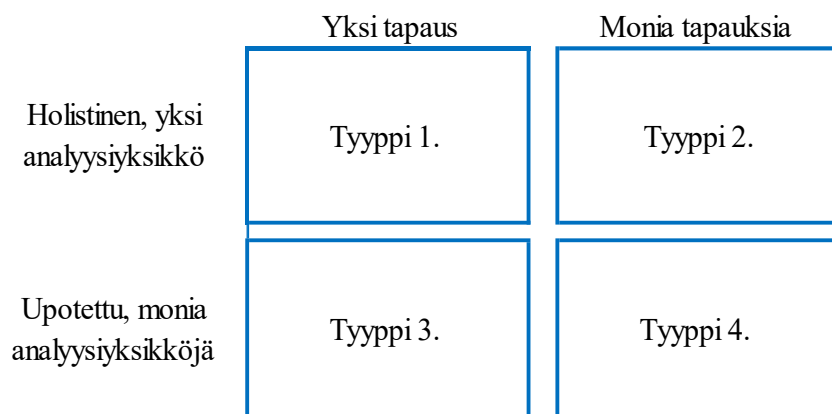 Yksi tapaus
Monia tapauksia
Holistinen, yksi
analyysiyksikkö
Tyyppi 1.
Tyyppi 2.
Upotettu, monia
analyysiyksikköjä
Tyyppi 3.
Tyyppi 4.